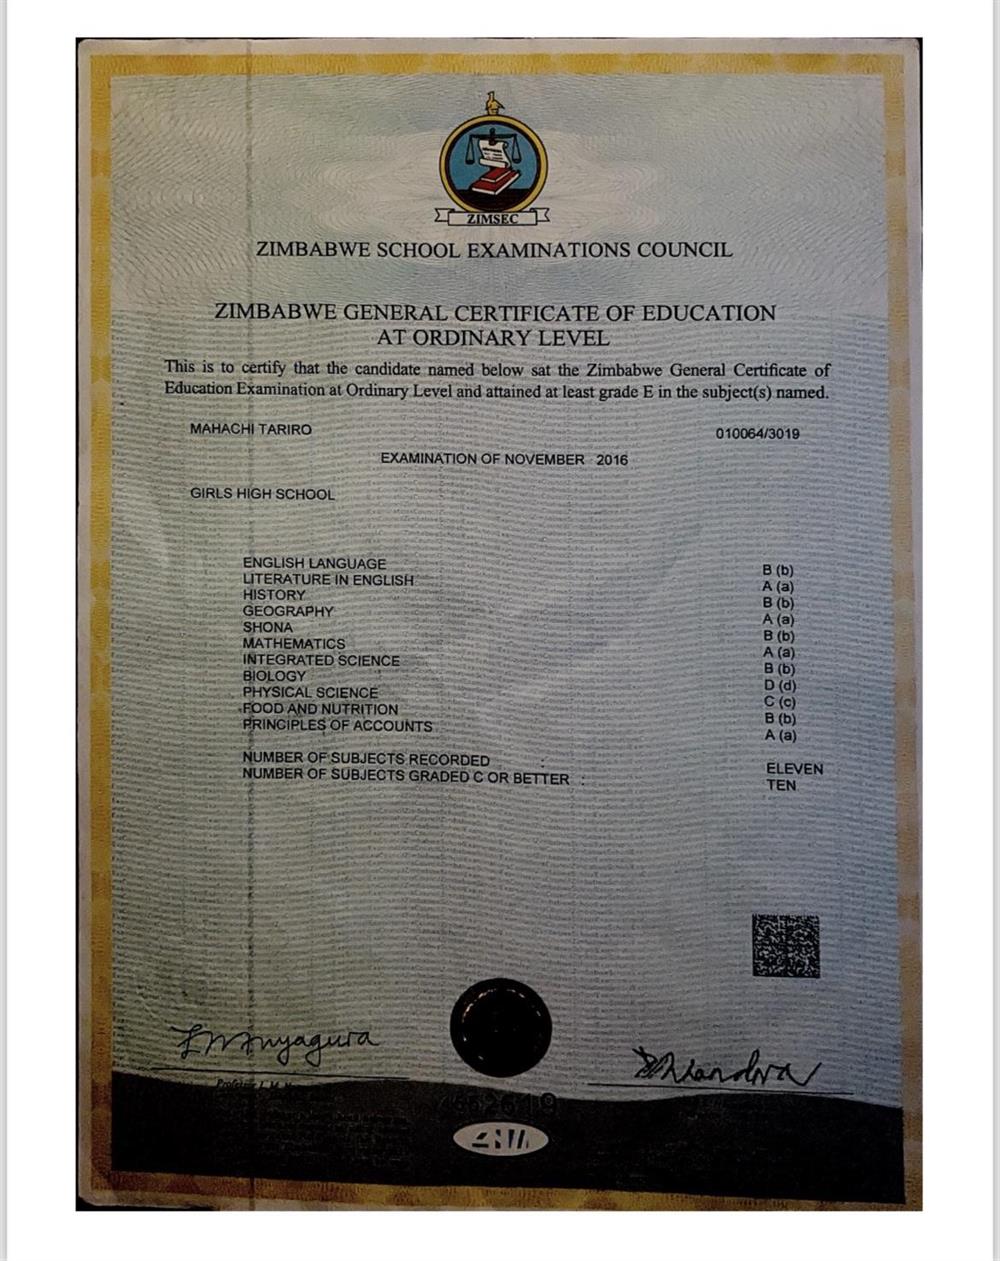 ZIMSEC
ZIMBABWE SCHOOL EXAMINATIONS COUNCIL
ZIMBABWE GENERAL CERTIFICATE OF EDUCATION
AT ORDINARY LEVEL
This is to certify that the candidate named below sat the Zimbabwe General Certificate of
Education Examination at Ordinary Level and attained at least grade E in the subject(s) named.
MAHACHI TARIRO 010064/3019
EXAMINATION OF NOVEMBER 2016
GIRLS HIGH SCHOOL
ENGLISH LANGUAGE B (b)
LITERATURE IN ENGLISH A (a)
HISTORY B (b)
GEOGRAPHY A (a)
SHONA B (b)
MATHEMATICS A (a)
INTEGRATED SCIENCE B (b)
BIOLOGY D (d)
PHYSICAL SCIENCE C (c)
FOOD AND NUTRITION B (b)
PRINCIPLES OF ACCOUNTS A (a)
NUMBER OF SUBJECTS RECORDED : ELEVEN
NUMBER OF SUBJECTS GRADED C OR BETTER : TEN